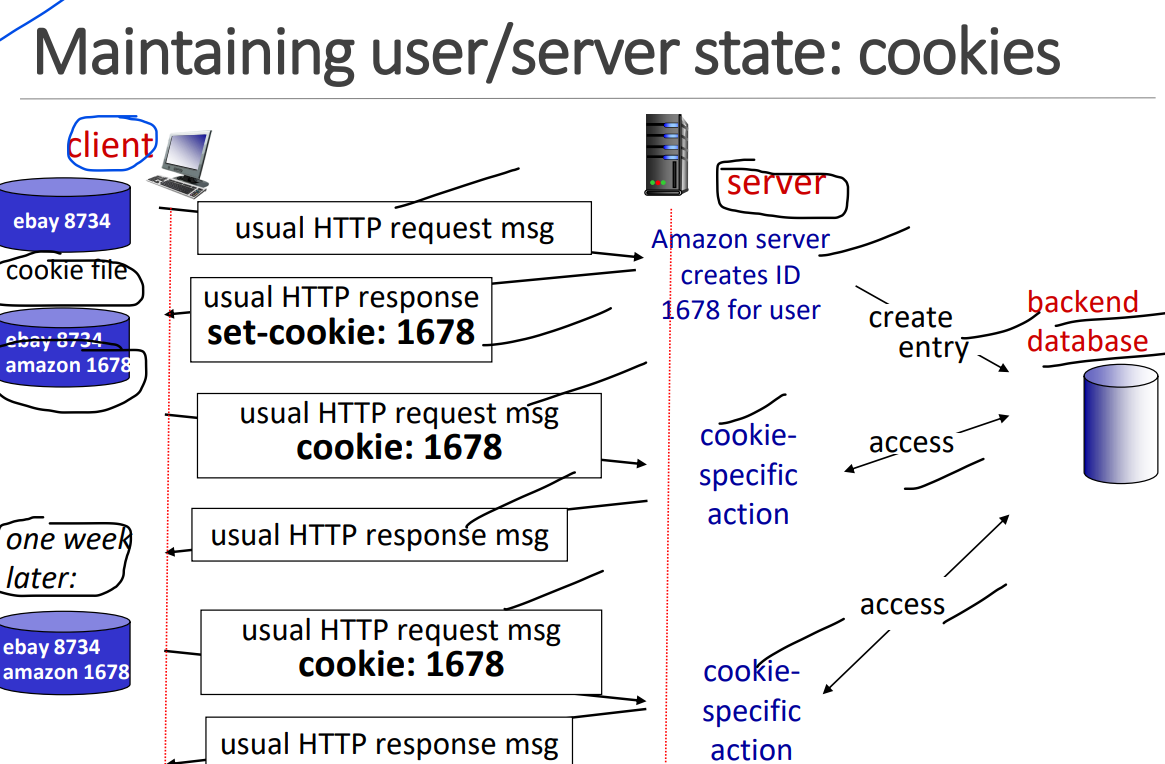 Maintaining user/server state: cookies
client
server
ebay 8734
usual HTTP request msg
Amazon server
creates ID
1678 for user
cookie file
usual HTTP response
set-cookie: 1678
create
entry
backend
database
ebay 8734
amazon 1678
usual HTTP request msg
cookie: 1678
cookie-
specific
action
access
usual HTTP response msg
one week
later:
access
ebay 8734
amazon 1678
usual HTTP request msg
cookie: 1678
cookie-
specific
action
usual HTTP response msg